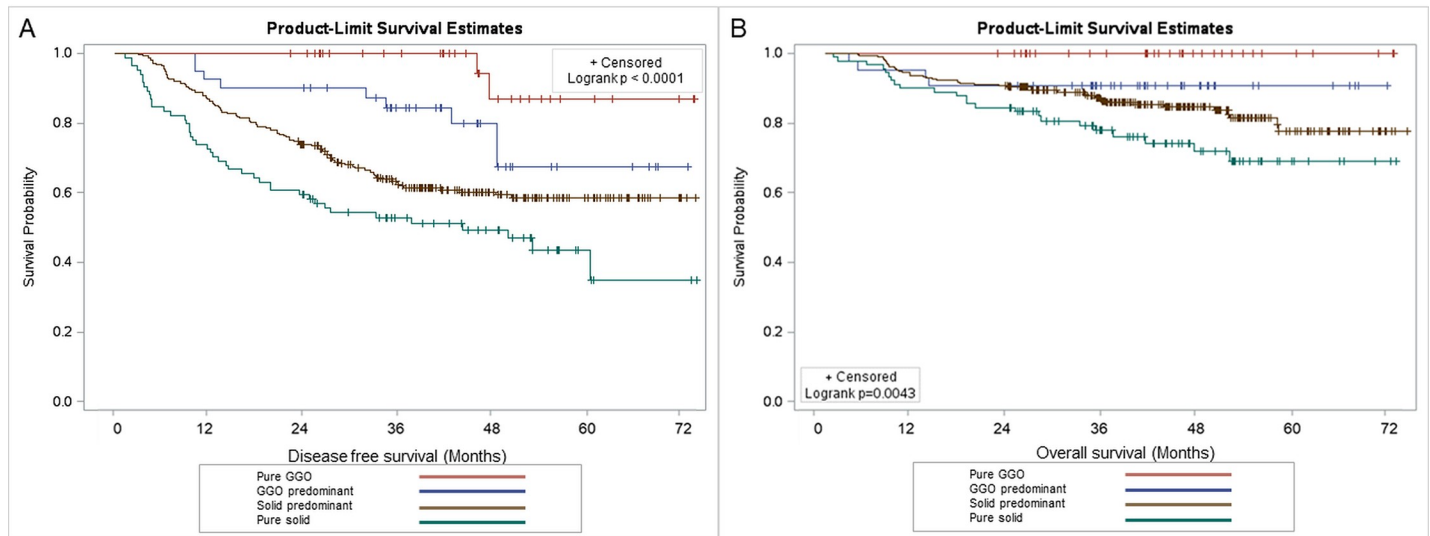 A
Product-Limit Survival Estimates
1.0
0.8
0.6
0.4
0.2
0.0
Survival Probability
+ Censored
Logrank p < 0.0001
0 12 24 36 48 60 72
Disease free survival (Months)
Pure GGO
GGO predominant
Solid predominant
Pure solid
B
Product-Limit Survival Estimates
1.0
0.8
0.6
0.4
0.2
0.0
Survival Probability
+ Censored
Logrank p=0.0043
0 12 24 36 48 60 72
Overall survival (Months)
Pure GGO
GGO predominant
Solid predominant
Pure solid